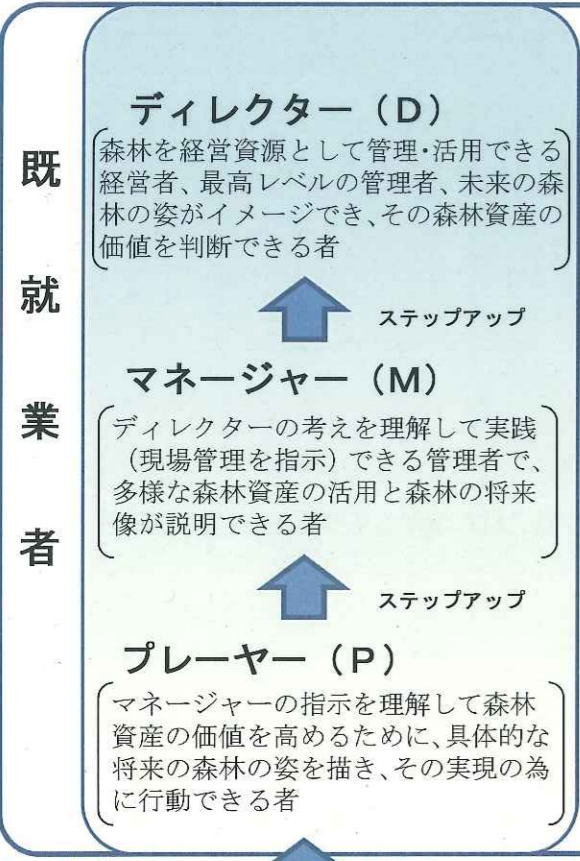 既就業者
ディレクター（D）
森林を経営資源として管理・活用できる
経営者、最高レベルの管理者、未来の森
林の姿がイメージでき、その森林資産の
価値を判断できる者
ステップアップ
マネージャー（M）
ディレクターの考えを理解して実践
（現場管理を指示）できる管理者で、
多様な森林資産の活用と森林の将来
像が説明できる者
ステップアップ
プレーヤー（P）
マネージャーの指示を理解して森林
資産の価値を高めるために、具体的な
将来の森林の姿を描き、その実現の為
に行動できる者